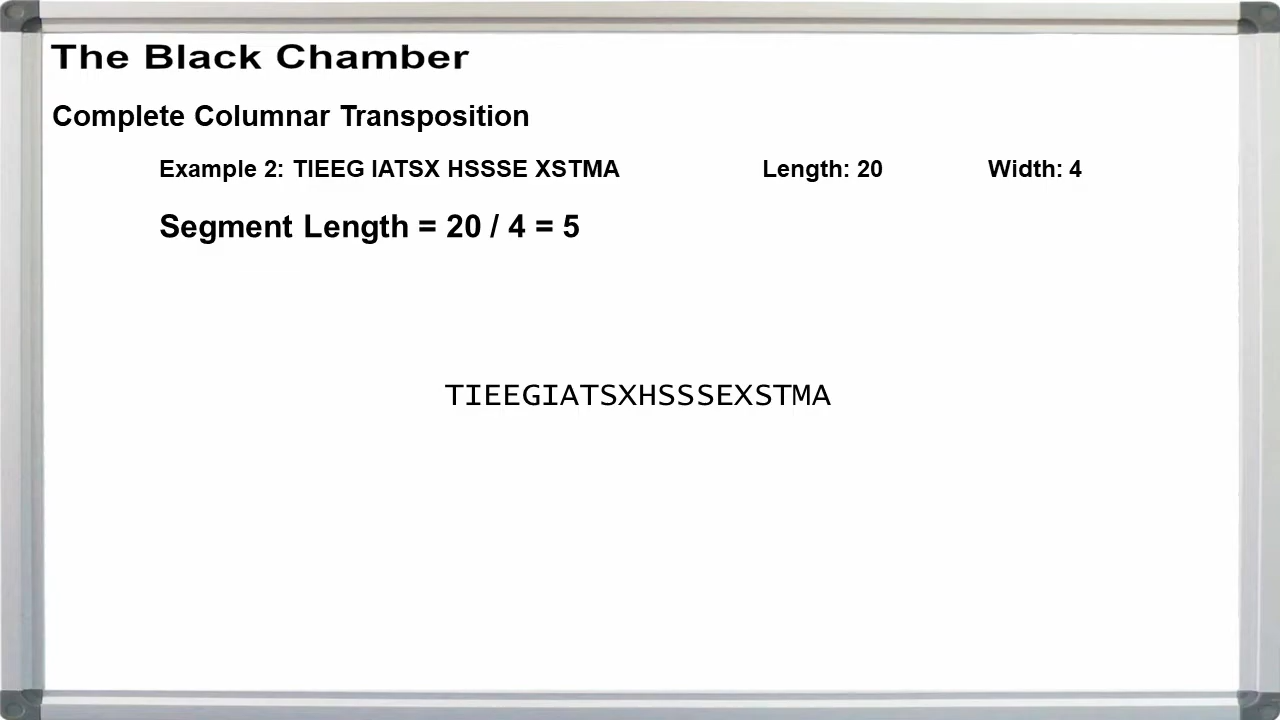 The Black Chamber
Complete Columnar Transposition
Example 2: TIEEG IATSX HSSSE XSTMA Length: 20 Width: 4
Segment Length = 20 / 4 = 5
TIEEGIATSXHSSSEXSTMA